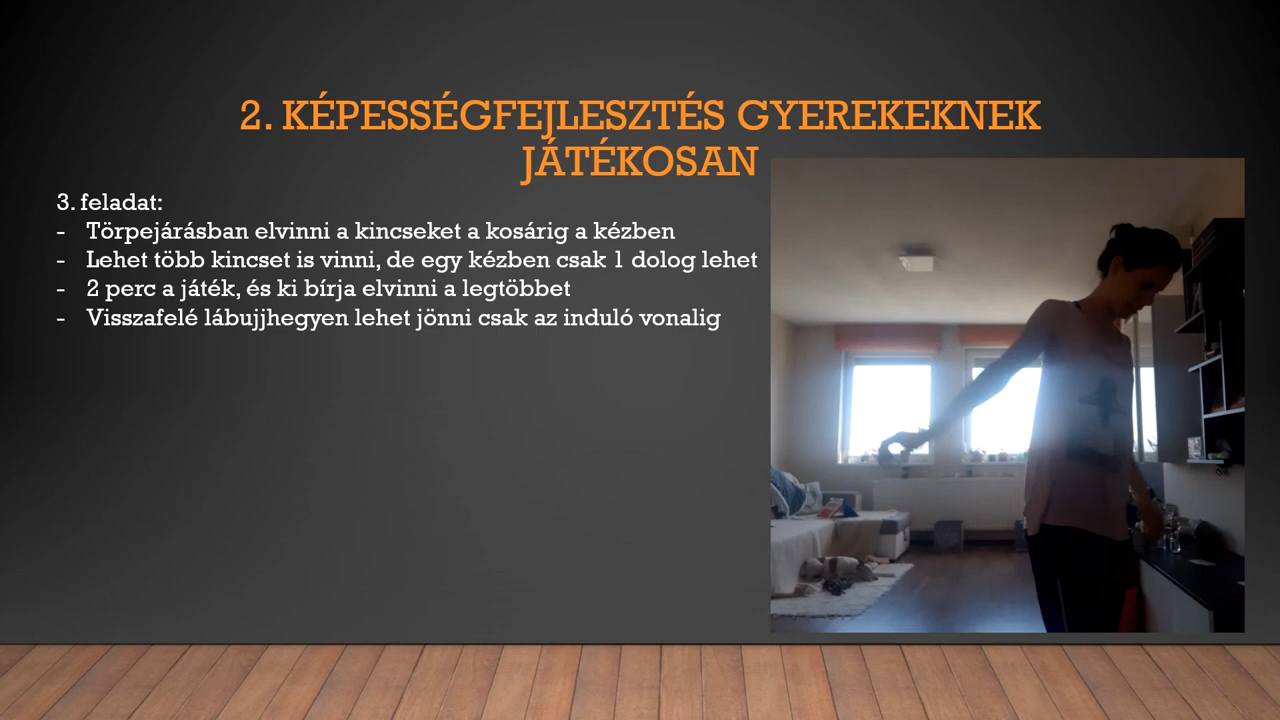 2. KÉPESSÉGFEJLESZTÉS GYEREKEKNEK
JÁTÉKOSAN
3. feladat:
- Törpejárásban elvinni a kincseket a kosárig a kézben
- Lehet több kincset is vinni, de egy kézben csak 1 dolog lehet
- 2 perc a játék, és ki bírja elvinni a legtöbbet
- Visszafelé lábujjhegyen lehet jönni csak az induló vonalig